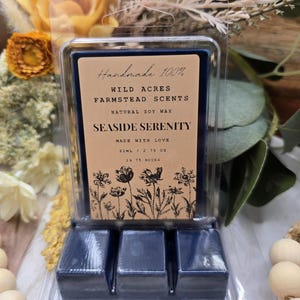 Handmade 100%
WILD ACRES
FARMSTEAD SCENTS
NATURAL SOY WAX
SEASIDE SERENITY
MADE WITH LOVE